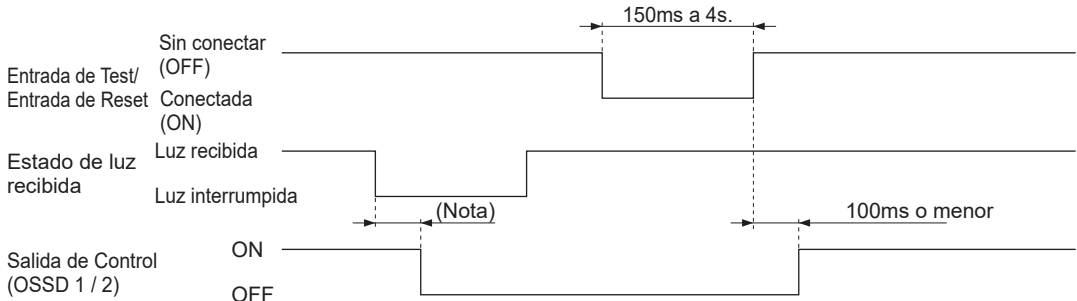 150ms a 4s.
Sin conectar
(OFF)
Entrada de Test/
Entrada de Reset
Conectada
(ON)
Estado de luz
recibida
Luz recibida
Luz interrumpida
(Nota)
100ms o menor
Salida de Control
(OSSD 1 / 2)
ON
OFF